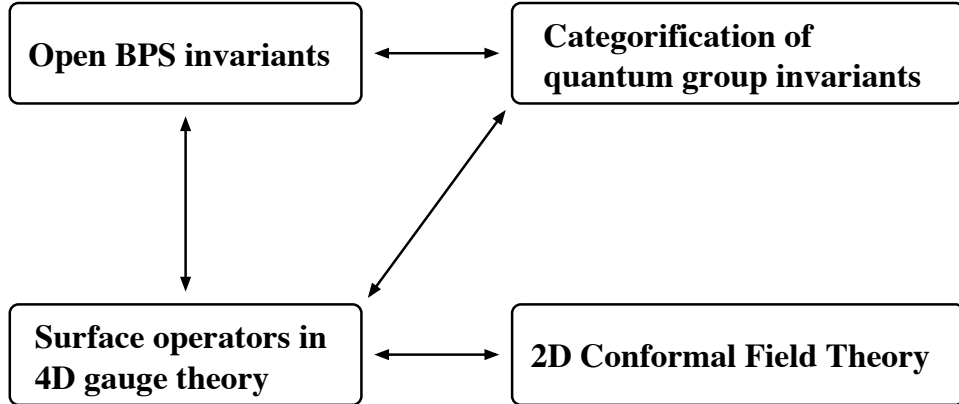 Open BPS invariants
Categorification of
quantum group invariants
Surface operators in
4D gauge theory
2D Conformal Field Theory